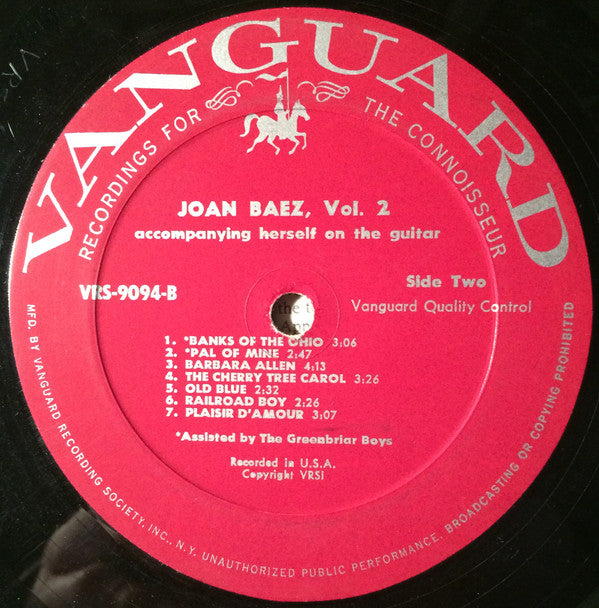 VANGUARD
RECORDINGS FOR THE CONNOISSEUR
JOAN BAEZ, Vol. 2
accompanying herself on the guitar
VRS-9094-B
Side Two
Vanguard Quality Control
1. *BANKS OF THE OHIO 3:06
2. *PAL OF MINE 2:47
3. BARBARA ALLEN 4:13
4. THE CHERRY TREE CAROL 3:26
5. OLD BLUE 2:32
6. RAILROAD BOY 2:26
7. PLAISIR D'AMOUR 3:07
*Assisted by The Greenbriar Boys
Recorded in U.S.A.
Copyright VRSi
MFD. BY VANGUARD RECORDING SOCIETY, INC., N.Y. UNAUTHORIZED PUBLIC PERFORMANCE, BROADCASTING OR COPYING PROHIBITED